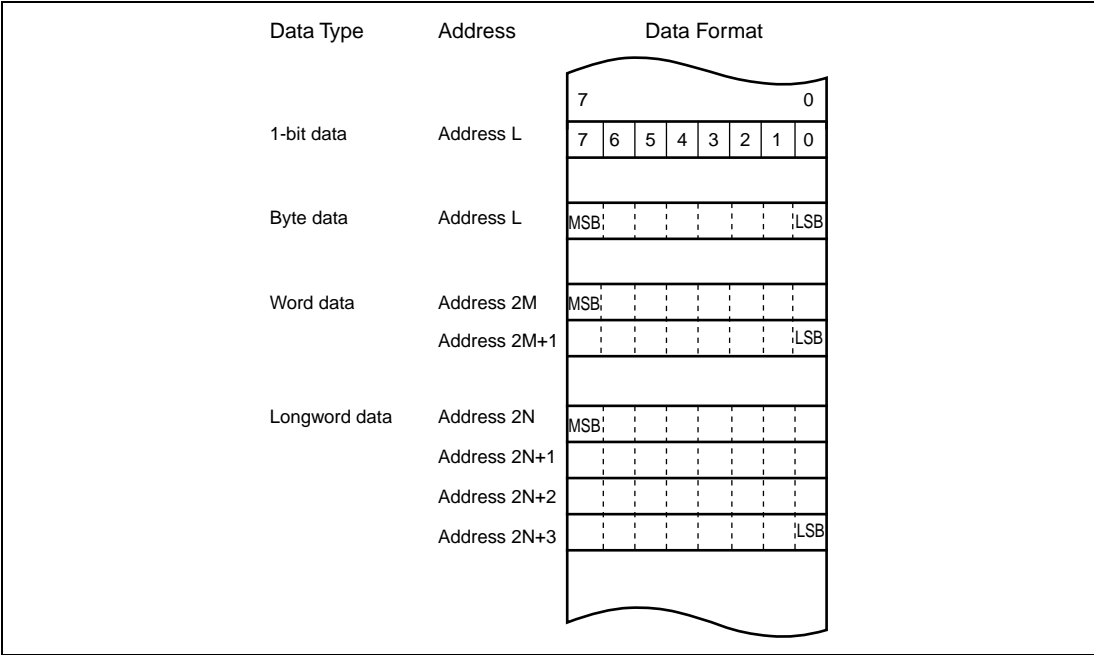 Data Type Address Data Format
7 0
1-bit data Address L 7 6 5 4 3 2 1 0
Byte data Address L MSB LSB
Word data Address 2M MSB
Address 2M+1 LSB
Longword data Address 2N MSB
Address 2N+1
Address 2N+2
Address 2N+3 LSB